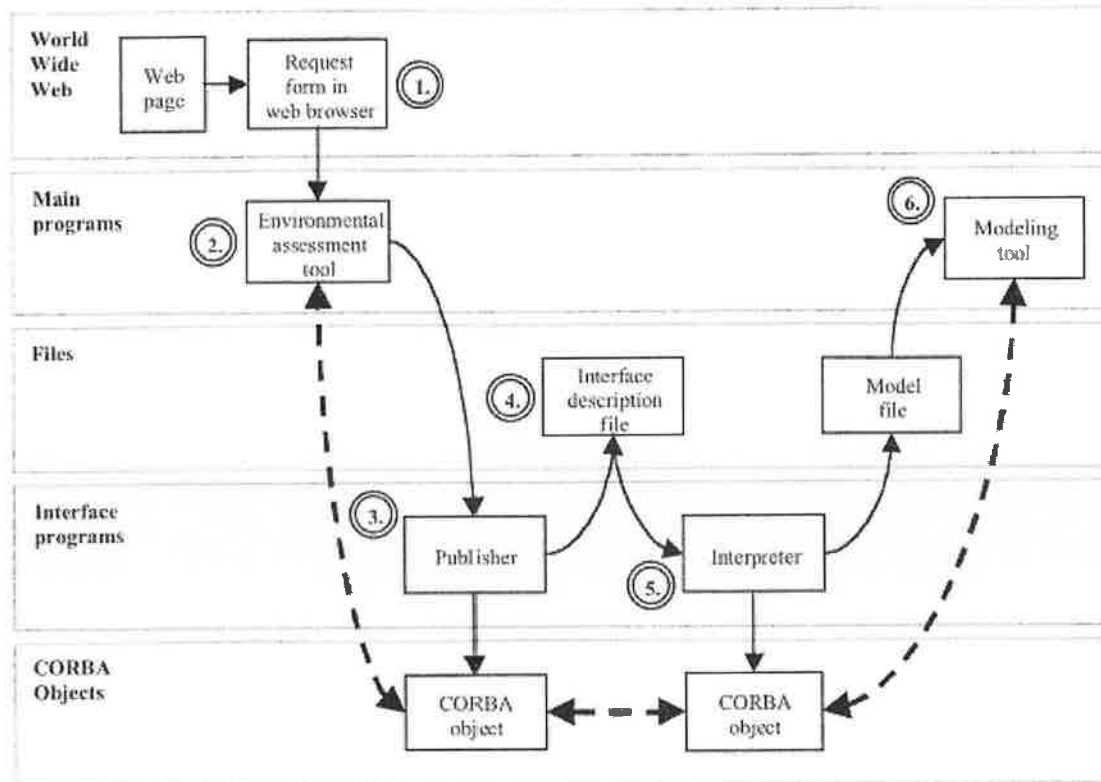 World
Wide
Web
Web
page
Request
form in
web browser
1.
Main
programs
2.
Environmental
assessment
tool
6.
Modeling
tool
Files
4.
Interface
description
file
Model
file
Interface
programs
3.
Publisher
5.
Interpreter
CORBA
Objects
CORBA
object
CORBA
object